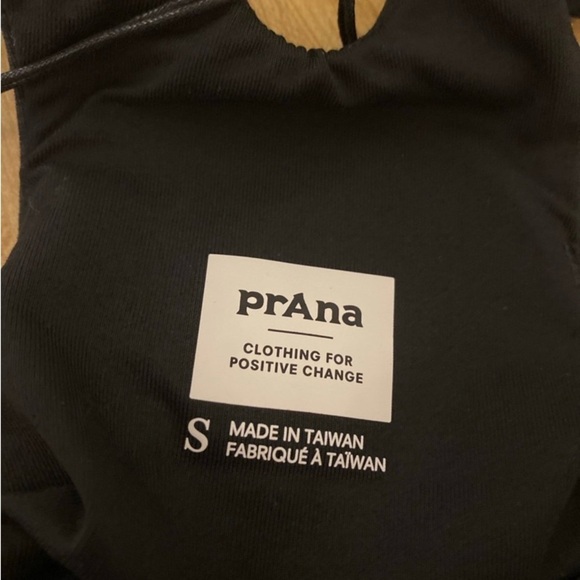 prAna
CLOTHING FOR
POSITIVE CHANGE
S MADE IN TAIWAN
FABRIQUÉ À TAÏWAN